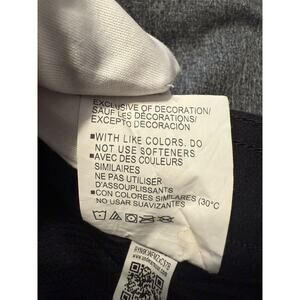 EXCLUSIVE OF DECORATION/
SAUF LES DÉCORATIONS/
EXCEPTO DECORACIÓN
▪WITH LIKE COLORS. DO
NOT USE SOFTENERS
▪AVEC DES COULEURS
SIMILAIRES
NE PAS UTILISER
D'ASSOUPLISSANTS
▪CON COLORES SIMILARES (30°C
NO USAR SUAVIZANTES